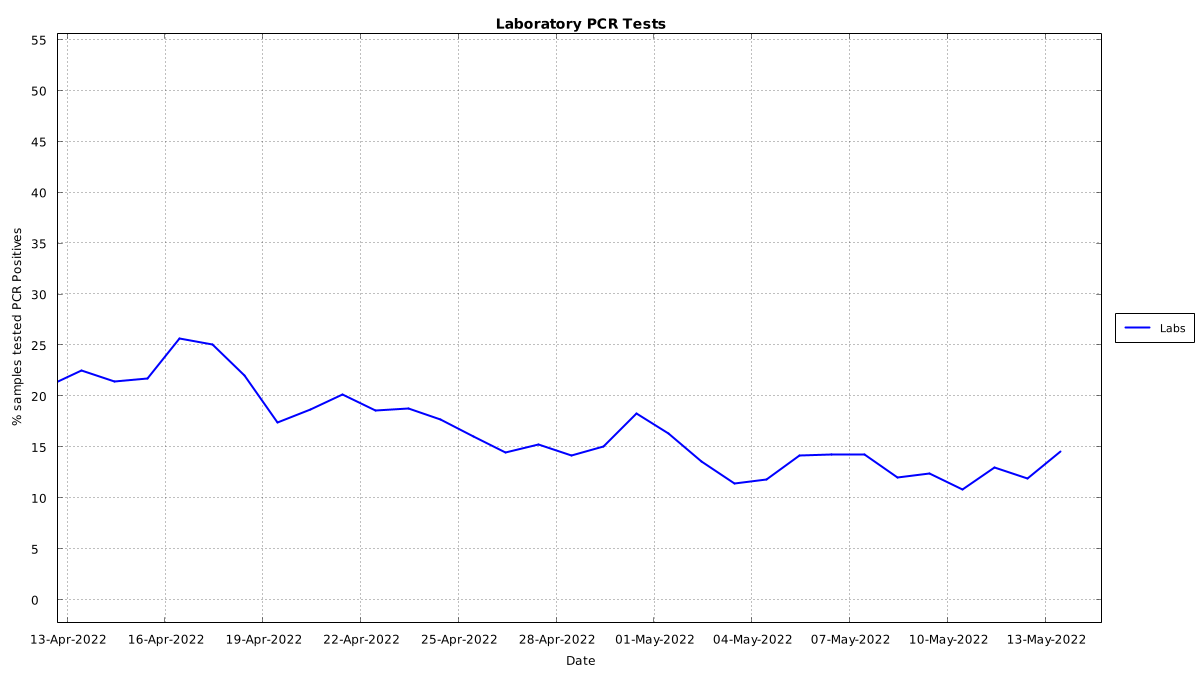 Laboratory PCR Tests
55
50
45
40
35
30
25
20
15
10
5
0
% samples tested PCR Positives
13-Apr-2022 16-Apr-2022 19-Apr-2022 22-Apr-2022 25-Apr-2022 28-Apr-2022 01-May-2022 04-May-2022 07-May-2022 10-May-2022 13-May-2022
Date
Labs